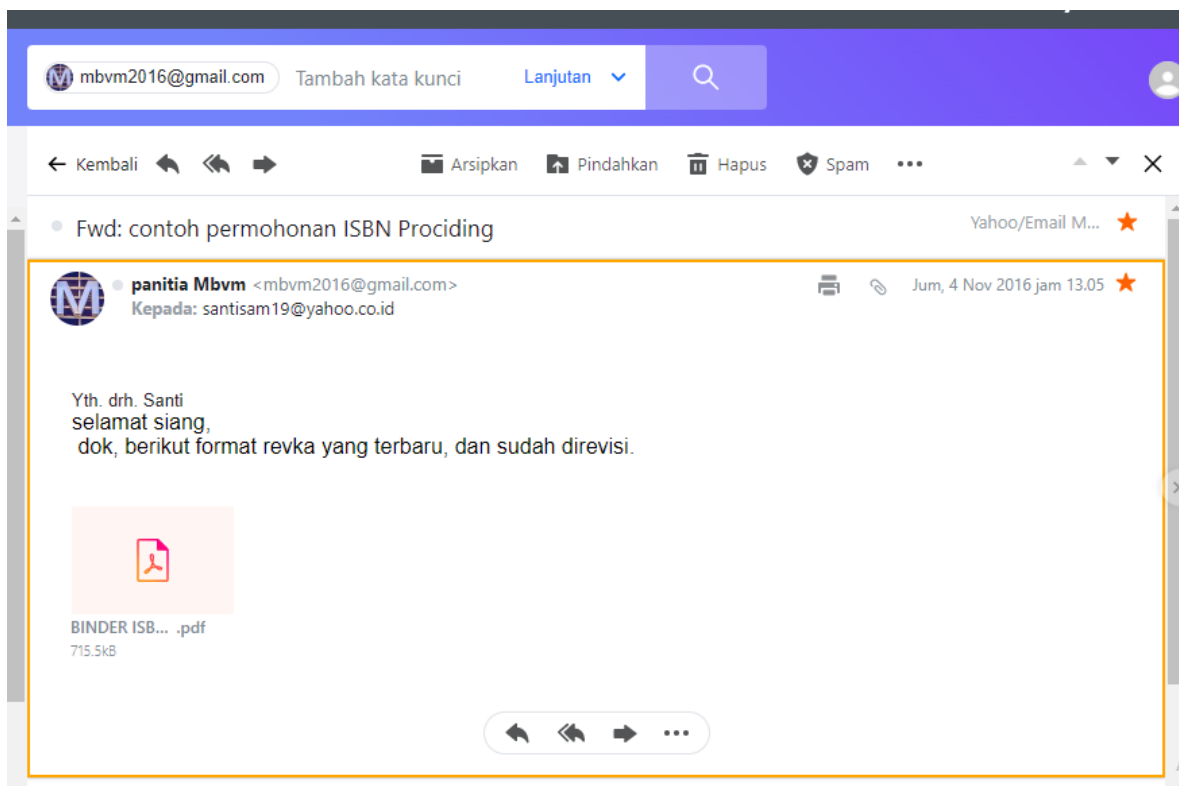 mbvm2016@gmail.com Tambah kata kunci Lanjutan
← Kembali Arsipkan Pindahkan Hapus Spam •••
Fwd: contoh permohonan ISBN Prociding Yahoo/Email M...
panitia Mbvm <mbvm2016@gmail.com> Jum, 4 Nov 2016 jam 13.05
Kepada: santisam19@yahoo.co.id
Yth. drh. Santi
selamat siang,
dok, berikut format revka yang terbaru, dan sudah direvisi.
BINDER ISB... .pdf
715.5kB